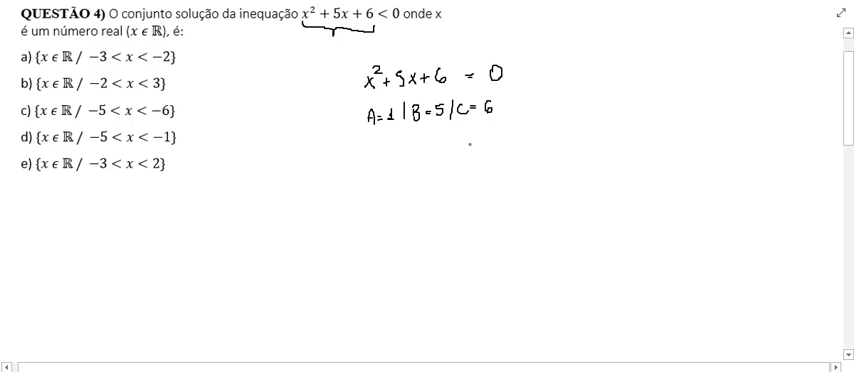 QUESTÃO 4) O conjunto solução da inequação x² + 5x + 6 < 0 onde x
é um número real (x ϵ ℝ), é:
a) {x ϵ ℝ / −3 < x < −2}
b) {x ϵ ℝ / −2 < x < 3}
c) {x ϵ ℝ / −5 < x < −6}
d) {x ϵ ℝ / −5 < x < −1}
e) {x ϵ ℝ / −3 < x < 2}
x² + 5x + 6 = 0
A = 1 | B = 5 / C = 6